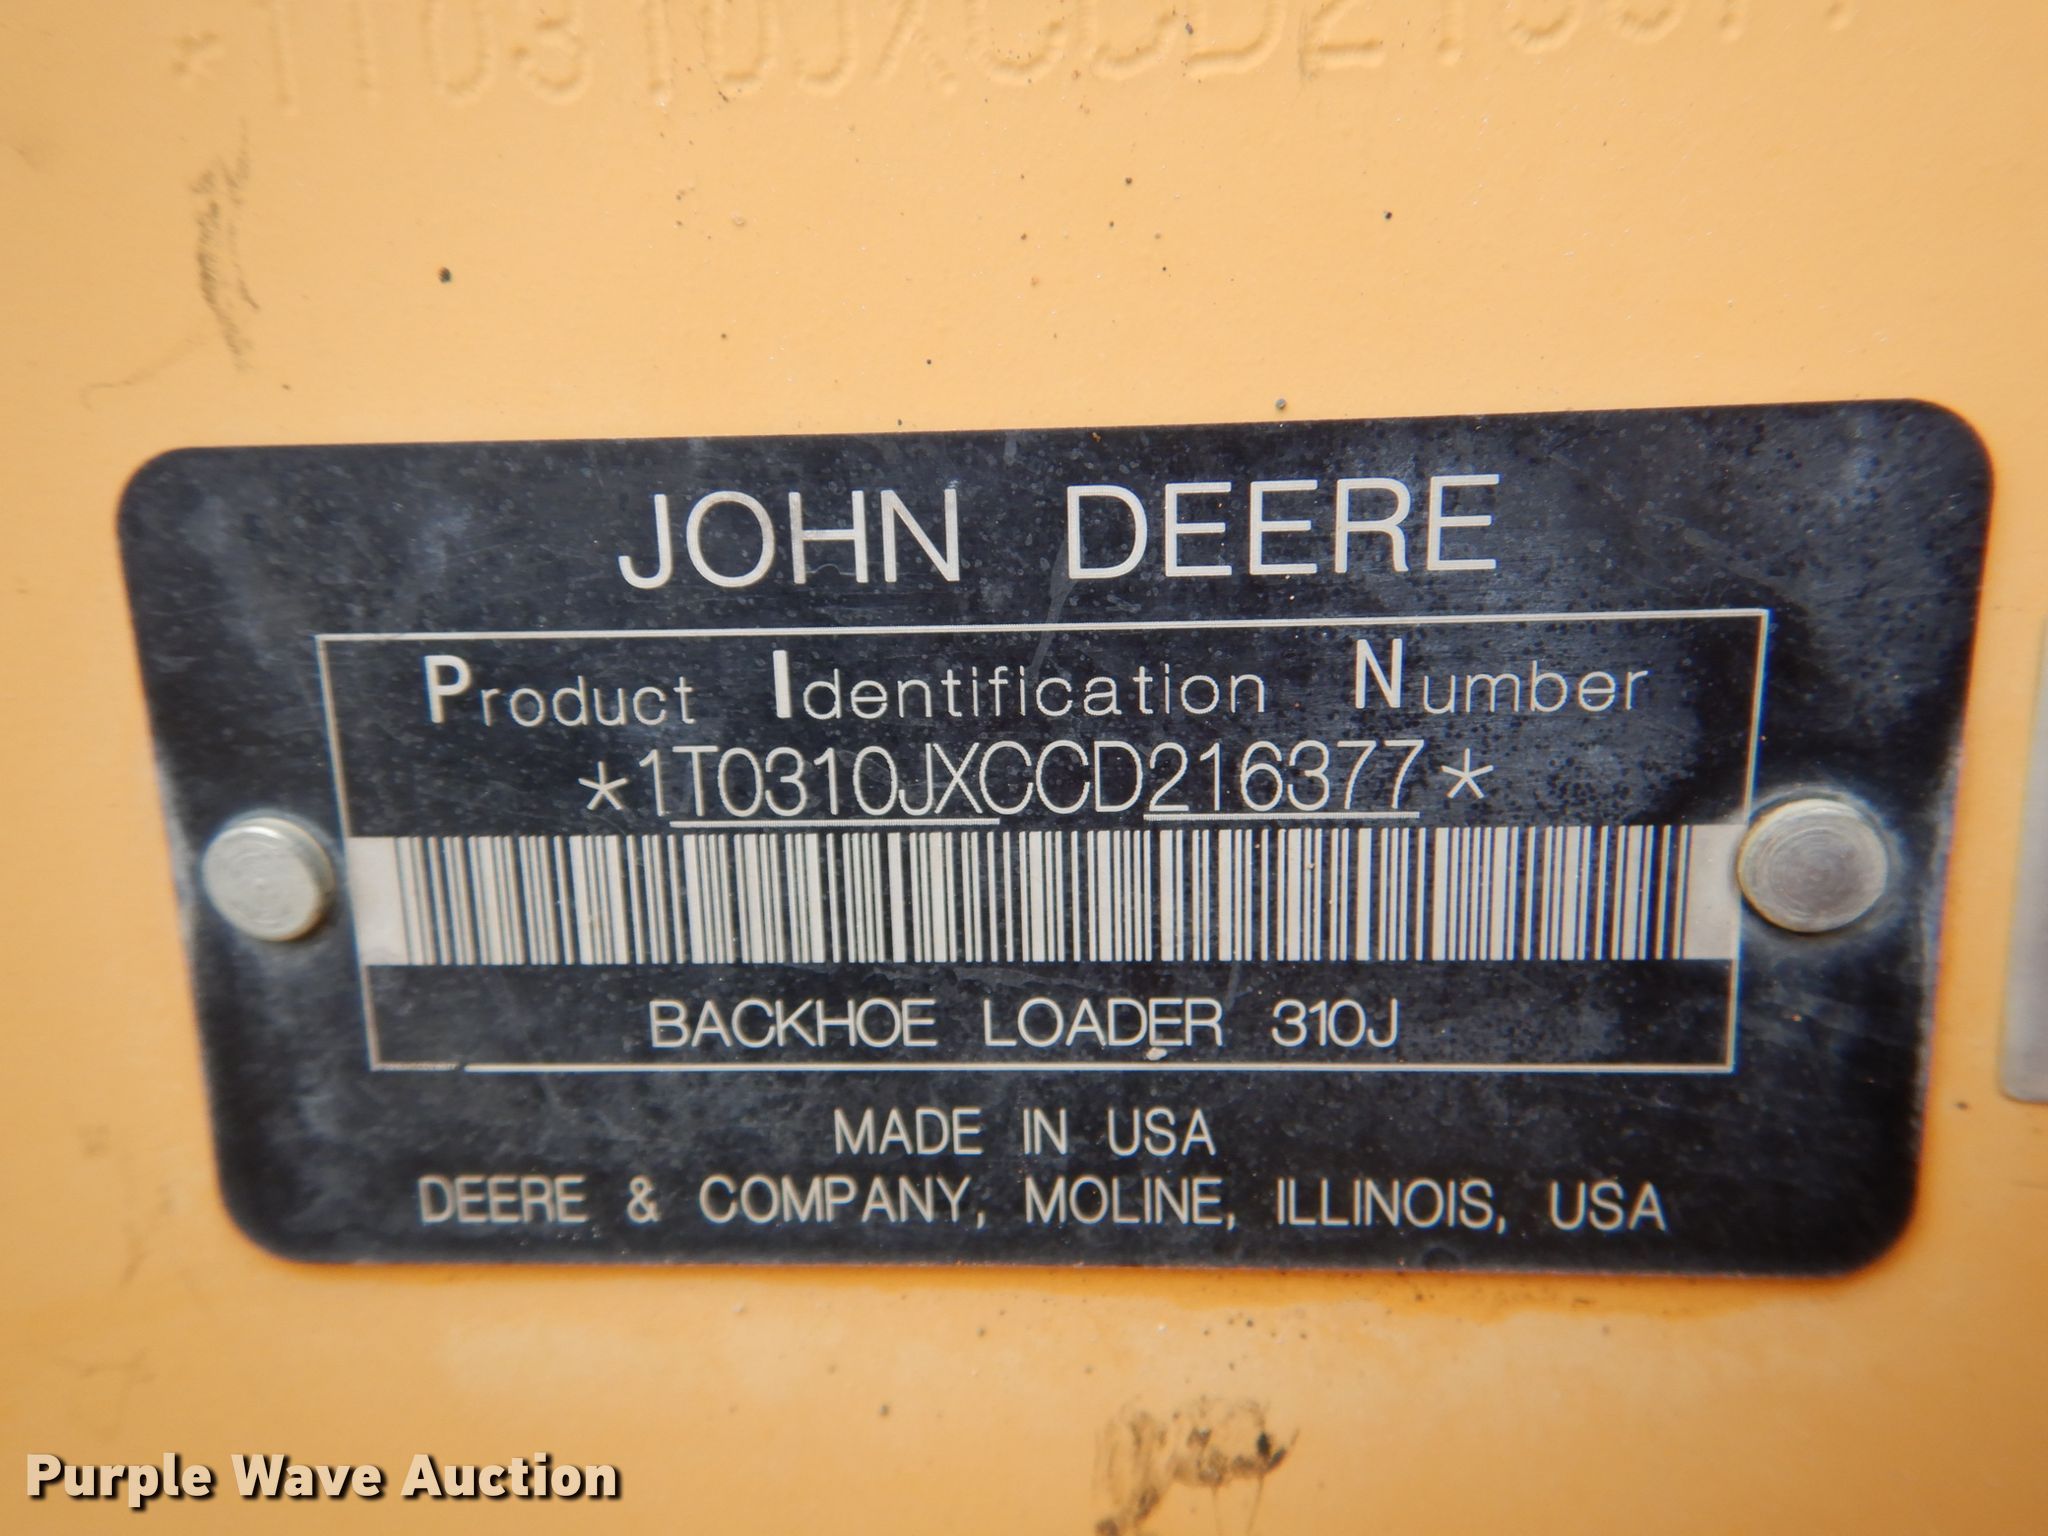 *1T0310JXCCD216377
JOHN DEERE
Product Identification Number
*1T0310JXCCD216377*
BACKHOE LOADER 310J
MADE IN USA
DEERE & COMPANY, MOLINE, ILLINOIS, USA
Purple Wave Auction